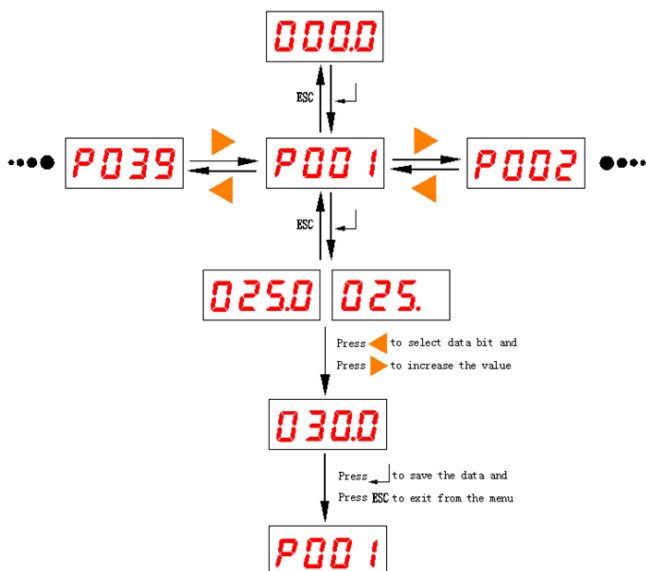 000.0
ESC
P039
P001
P002
ESC
025.0
025.
Press to select data bit and
Press to increase the value
030.0
Press to save the data and
Press ESC to exit from the menu
P001